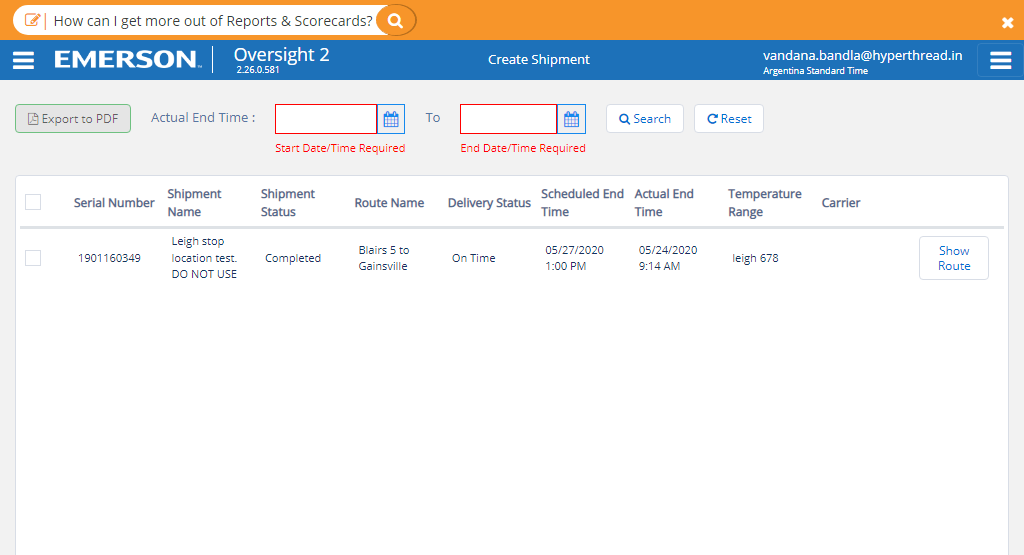 How can I get more out of Reports & Scorecards?
EMERSON™
Oversight 2
2.26.0.581
Create Shipment
vandana.bandla@hyperthread.in
Argentina Standard Time
Export to PDF
Actual End Time :
To
Search
Reset
Start Date/Time Required
End Date/Time Required
Serial Number
Shipment
Name
Shipment
Status
Route Name
Delivery Status
Scheduled End
Time
Actual End
Time
Temperature
Range
Carrier
1901160349
Leigh stop
location test.
DO NOT USE
Completed
Blairs 5 to
Gainsville
On Time
05/27/2020
1:00 PM
05/24/2020
9:14 AM
leigh 678
Show
Route